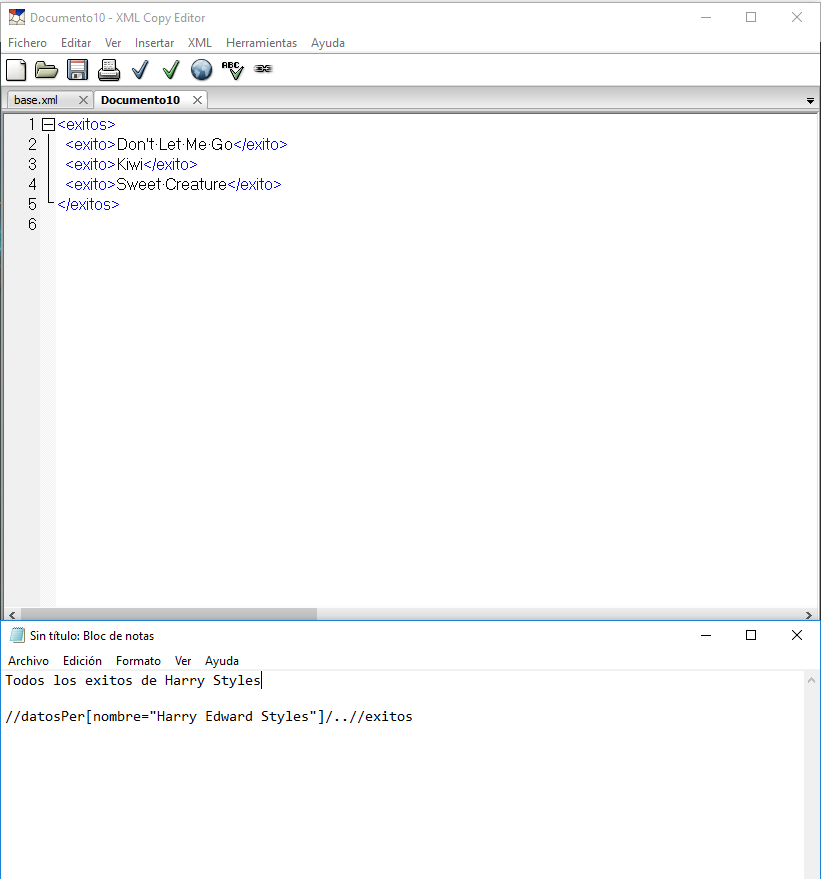 Documento10 - XML Copy Editor
Fichero Editar Ver Insertar XML Herramientas Ayuda
ABC
base.xml Documento10
1 <exitos>
2 <exito>Don't·Let·Me·Go</exito>
3 <exito>Kiwi</exito>
4 <exito>Sweet·Creature</exito>
5 </exitos>
6
Sin título: Bloc de notas
Archivo Edición Formato Ver Ayuda
Todos los exitos de Harry Styles
//datosPer[nombre="Harry Edward Styles"]/..//exitos